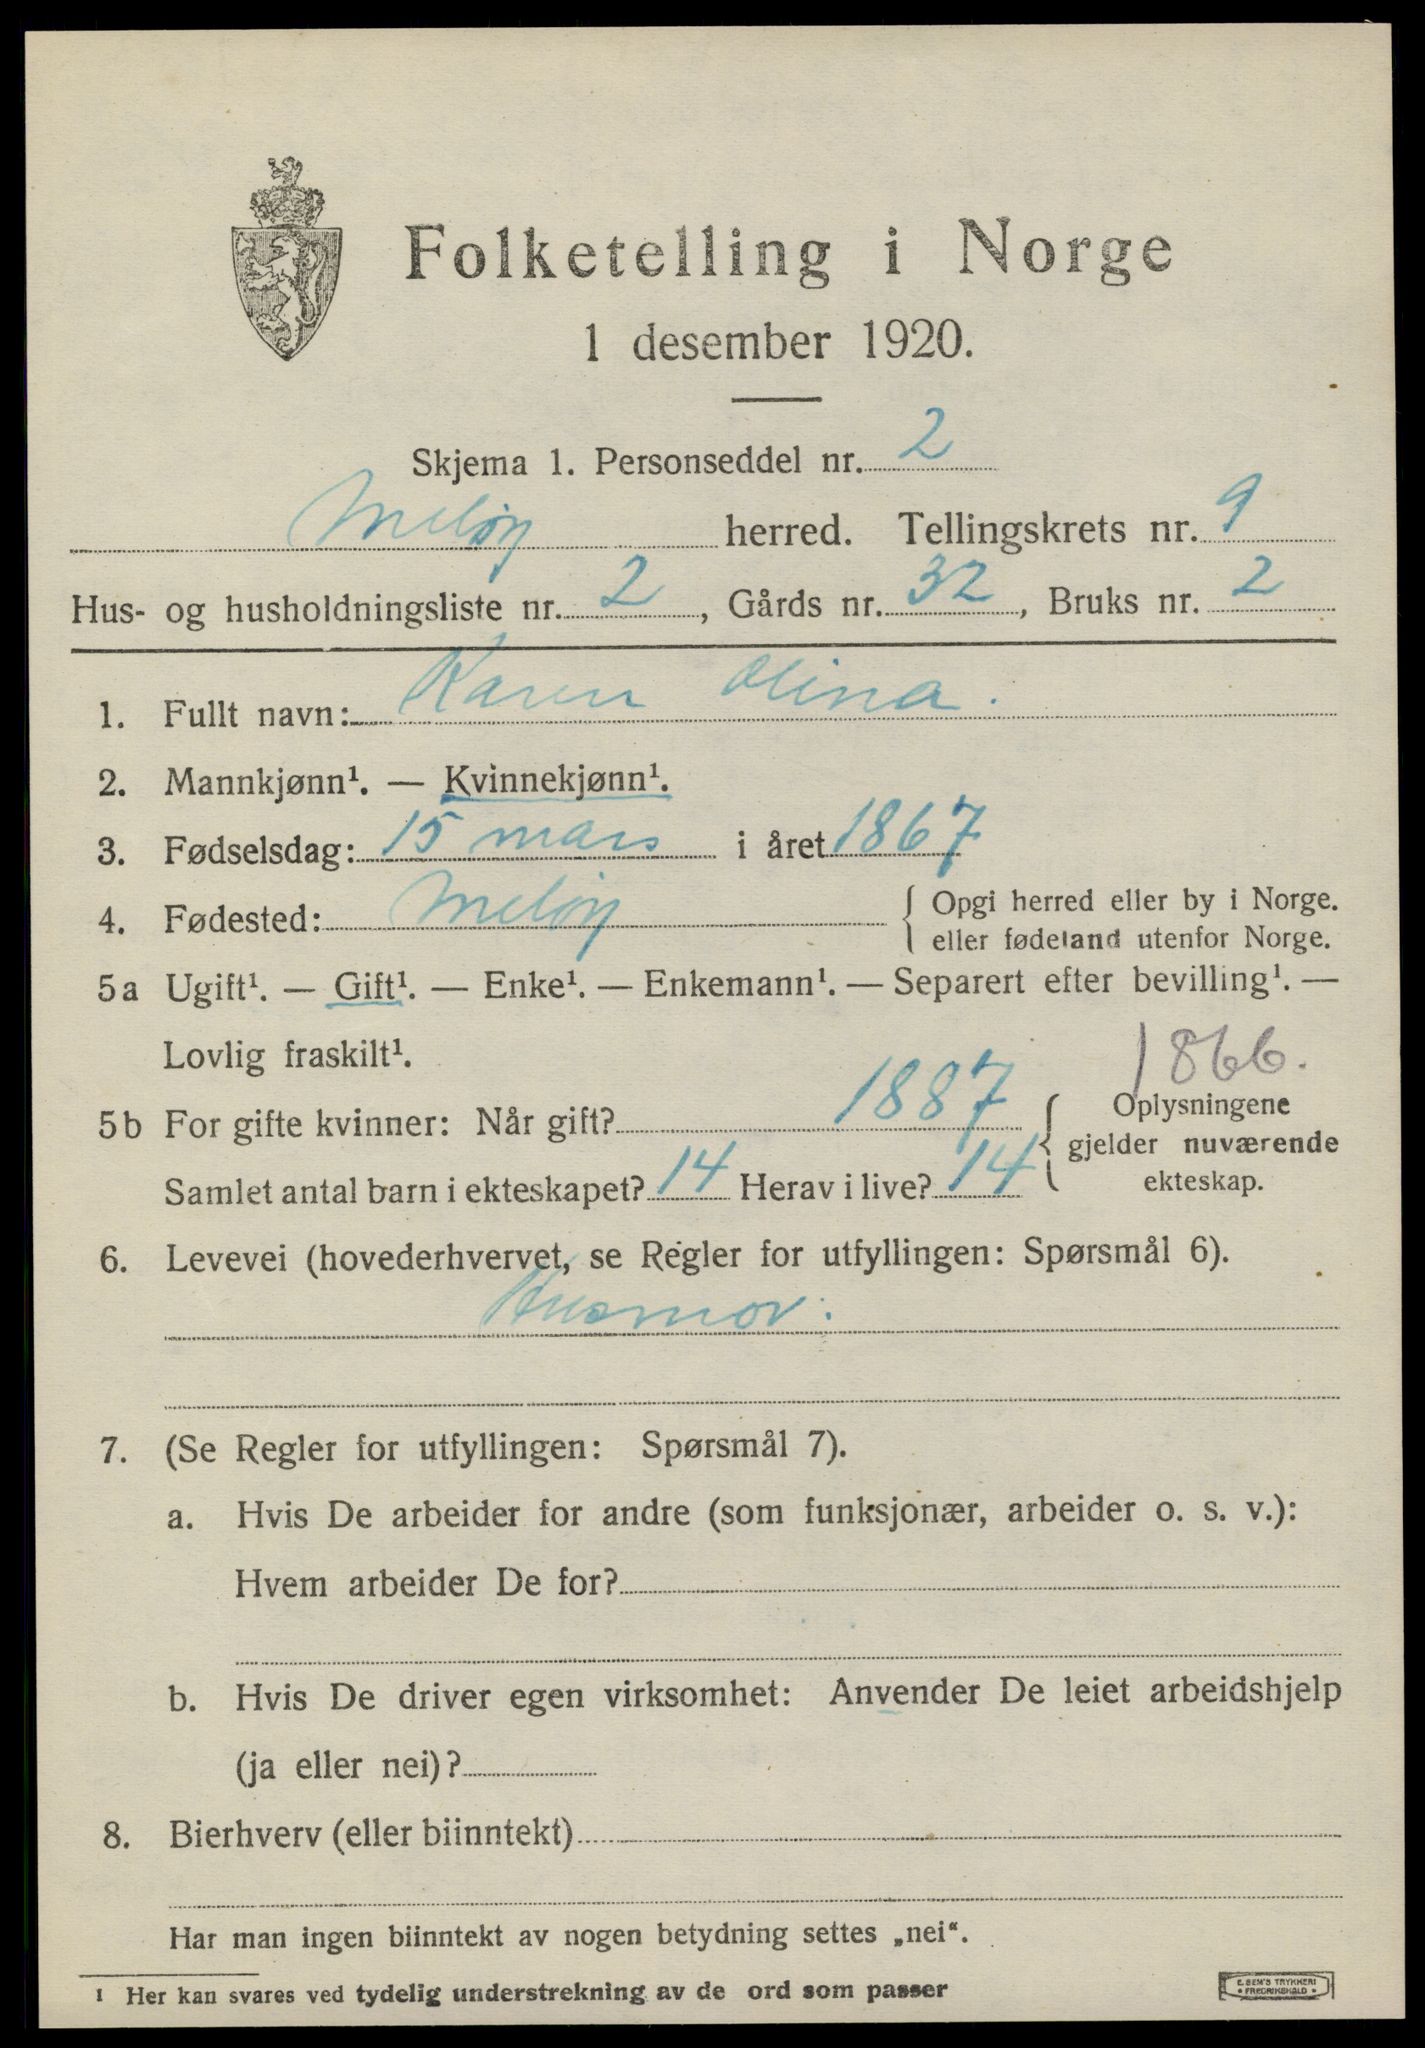 Folketelling i Norge
1 desember 1920.
Skjema 1. Personseddel nr. 2
Meløy herred. Tellingskrets nr. 9
Hus- og husholdningsliste nr. 2, Gårds nr. 32, Bruks nr. 2
1. Fullt navn: Karen Olina.
2. Mannkjønn¹. — Kvinnekjønn¹.
3. Fødselsdag: 15 mars i året 1867
4. Fødested: Meløy { Opgi herred eller by i Norge.
eller fødeland utenfor Norge.
5a Ugift¹. — Gift¹. — Enke¹. — Enkemann¹. — Separert efter bevilling¹. —
Lovlig fraskilt¹.
1866.
5b For gifte kvinner: Når gift? 1887 { Oplysningene
gjelder nuværende
ekteskap.
Samlet antal barn i ekteskapet? 14 Herav i live? 14
6. Levevei (hovederhvervet, se Regler for utfyllingen: Spørsmål 6).
Husmor.
7. (Se Regler for utfyllingen: Spørsmål 7).
a. Hvis De arbeider for andre (som funksjonær, arbeider o. s. v.):
Hvem arbeider De for?
b. Hvis De driver egen virksomhet: Anvender De leiet arbeidshjelp
(ja eller nei)?
8. Bierhverv (eller biinntekt)
Har man ingen biinntekt av nogen betydning settes „nei“.
1 Her kan svares ved tydelig understrekning av de ord som passer
E. SEM'S TRYKKERI
• FREDRIKSHALD •